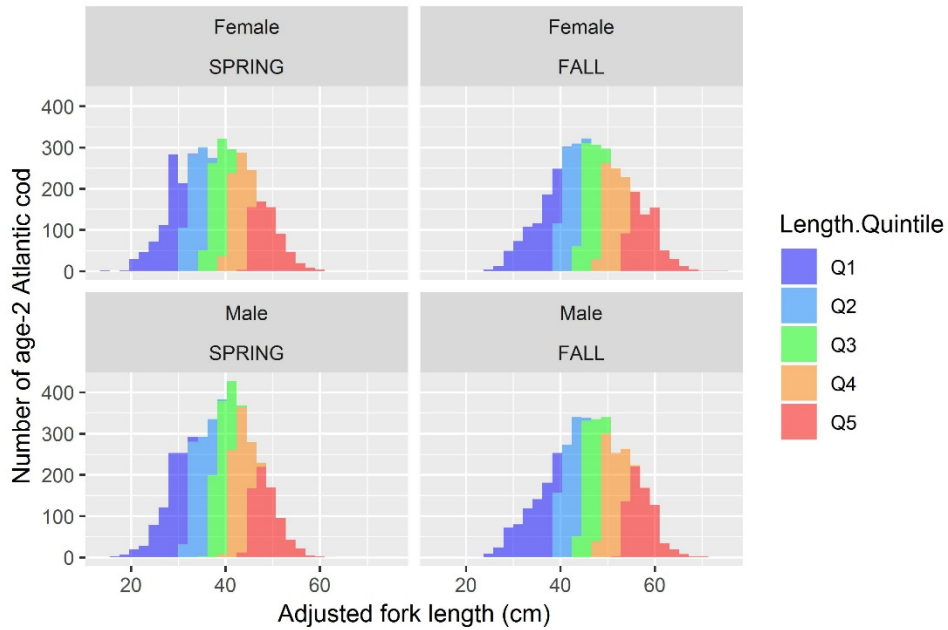 Female
Female
SPRING
FALL
400
300
200
100
0
Male
Male
SPRING
FALL
400
300
200
100
0
20
40
60
20
40
60
Number of age-2 Atlantic cod
Adjusted fork length (cm)
Length.Quintile
Q1
Q2
Q3
Q4
Q5